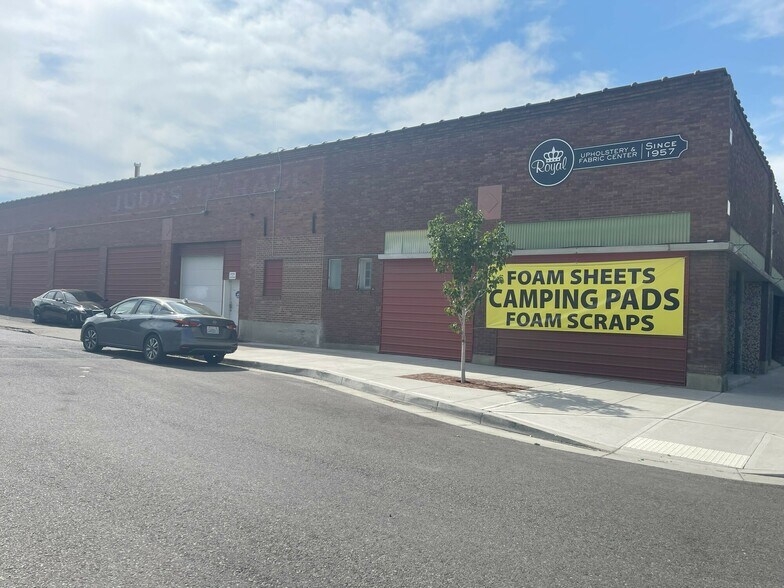 Royal
UPHOLSTERY &
FABRIC CENTER
SINCE
1957
FOAM SHEETS
CAMPING PADS
FOAM SCRAPS